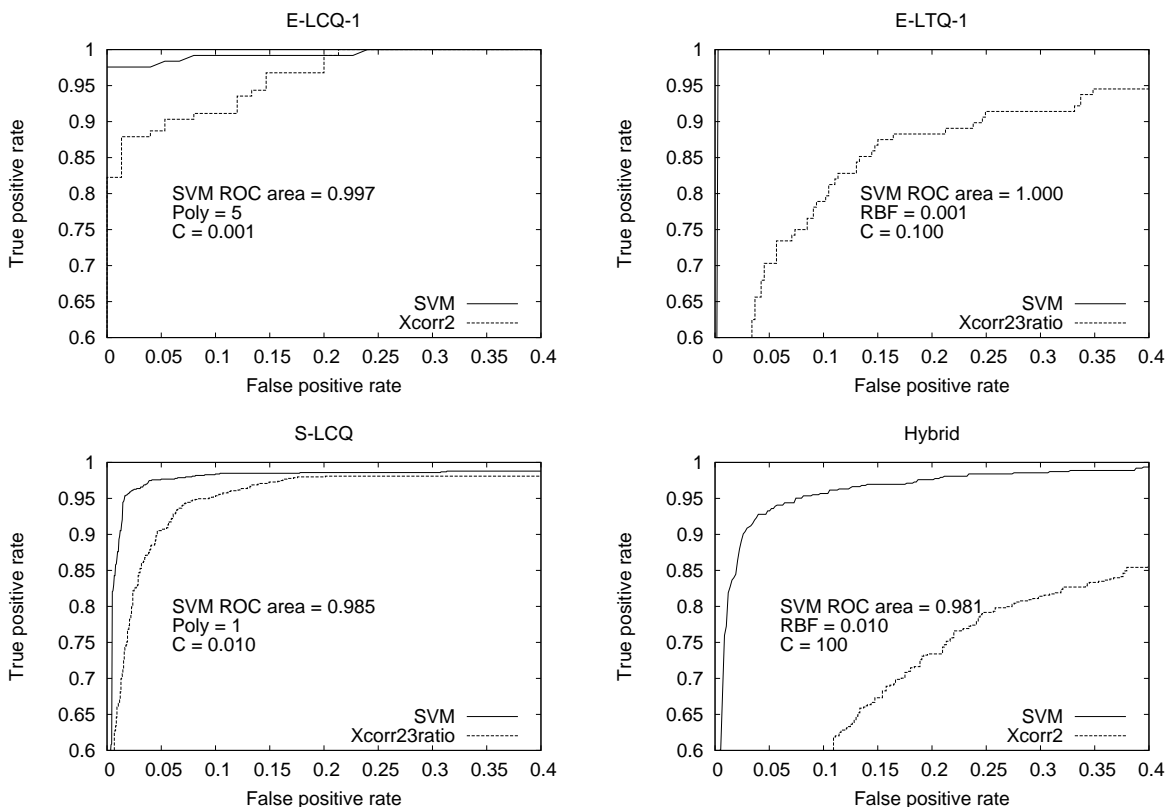 E-LCQ-1
1
0.95
0.9
0.85
0.8
0.75
0.7
0.65
0.6
True positive rate
SVM ROC area = 0.997
Poly = 5
C = 0.001
SVM
Xcorr2
0 0.05 0.1 0.15 0.2 0.25 0.3 0.35 0.4
False positive rate
E-LTQ-1
1
0.95
0.9
0.85
0.8
0.75
0.7
0.65
0.6
True positive rate
SVM ROC area = 1.000
RBF = 0.001
C = 0.100
SVM
Xcorr23ratio
0 0.05 0.1 0.15 0.2 0.25 0.3 0.35 0.4
False positive rate
S-LCQ
1
0.95
0.9
0.85
0.8
0.75
0.7
0.65
0.6
True positive rate
SVM ROC area = 0.985
Poly = 1
C = 0.010
SVM
Xcorr23ratio
0 0.05 0.1 0.15 0.2 0.25 0.3 0.35 0.4
False positive rate
Hybrid
1
0.95
0.9
0.85
0.8
0.75
0.7
0.65
0.6
True positive rate
SVM ROC area = 0.981
RBF = 0.010
C = 100
SVM
Xcorr2
0 0.05 0.1 0.15 0.2 0.25 0.3 0.35 0.4
False positive rate